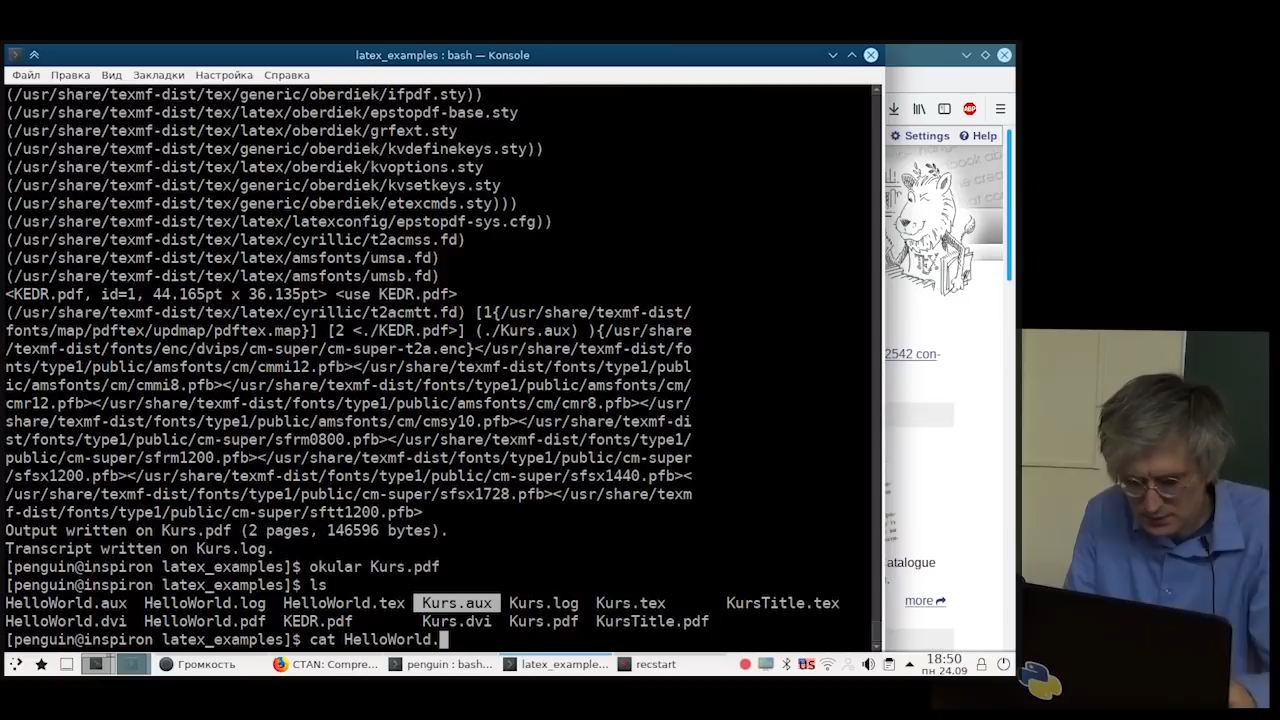 latex_examples : bash — Konsole
Файл Правка Вид Закладки Настройка Справка
(/usr/share/texmf-dist/tex/generic/oberdiek/ifpdf.sty))
(/usr/share/texmf-dist/tex/latex/oberdiek/epstopdf-base.sty
(/usr/share/texmf-dist/tex/latex/oberdiek/grfext.sty
(/usr/share/texmf-dist/tex/generic/oberdiek/kvdefinekeys.sty))
(/usr/share/texmf-dist/tex/latex/oberdiek/kvoptions.sty
(/usr/share/texmf-dist/tex/generic/oberdiek/kvsetkeys.sty
(/usr/share/texmf-dist/tex/generic/oberdiek/etexcmds.sty)))
(/usr/share/texmf-dist/tex/latex/latexconfig/epstopdf-sys.cfg))
(/usr/share/texmf-dist/tex/latex/cyrillic/t2acmss.fd)
(/usr/share/texmf-dist/tex/latex/amsfonts/umsa.fd)
(/usr/share/texmf-dist/tex/latex/amsfonts/umsb.fd)
<KEDR.pdf, id=1, 44.165pt x 36.135pt> <use KEDR.pdf>
(/usr/share/texmf-dist/tex/latex/cyrillic/t2acmtt.fd) [1{/usr/share/texmf-dist/
fonts/map/pdftex/updmap/pdftex.map}] [2 <./KEDR.pdf>] (./Kurs.aux) ){/usr/share
/texmf-dist/fonts/enc/dvips/cm-super/cm-super-t2a.enc}</usr/share/texmf-dist/fo
nts/type1/public/amsfonts/cm/cmmi12.pfb></usr/share/texmf-dist/fonts/type1/publ
ic/amsfonts/cm/cmmi8.pfb></usr/share/texmf-dist/fonts/type1/public/amsfonts/cm/
cmr12.pfb></usr/share/texmf-dist/fonts/type1/public/amsfonts/cm/cmr8.pfb></usr/
share/texmf-dist/fonts/type1/public/amsfonts/cm/cmsy10.pfb></usr/share/texmf-di
st/fonts/type1/public/cm-super/sfrm0800.pfb></usr/share/texmf-dist/fonts/type1/
public/cm-super/sfrm1200.pfb></usr/share/texmf-dist/fonts/type1/public/cm-super
/sfsx1200.pfb></usr/share/texmf-dist/fonts/type1/public/cm-super/sfsx1440.pfb><
/usr/share/texmf-dist/fonts/type1/public/cm-super/sfsx1728.pfb></usr/share/texm
f-dist/fonts/type1/public/cm-super/sftt1200.pfb>
Output written on Kurs.pdf (2 pages, 146596 bytes).
Transcript written on Kurs.log.
[penguin@inspiron latex_examples]$ okular Kurs.pdf
[penguin@inspiron latex_examples]$ ls
HelloWorld.aux HelloWorld.log HelloWorld.tex Kurs.aux Kurs.log Kurs.tex KursTitle.tex
HelloWorld.dvi HelloWorld.pdf KEDR.pdf Kurs.dvi Kurs.pdf KursTitle.pdf
[penguin@inspiron latex_examples]$ cat HelloWorld.
ABP
Settings Help
2542 con-
Catalogue
more
Громкость CTAN: Compre... penguin : bash... latex_example... recstart US 18:50
пн 24.09